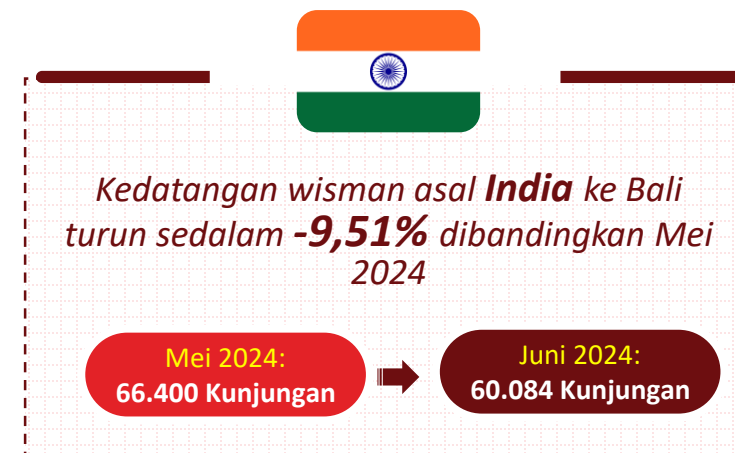 Kedatangan wisman asal India ke Bali
turun sedalam -9,51% dibandingkan Mei
2024
Mei 2024:
66.400 Kunjungan
Juni 2024:
60.084 Kunjungan